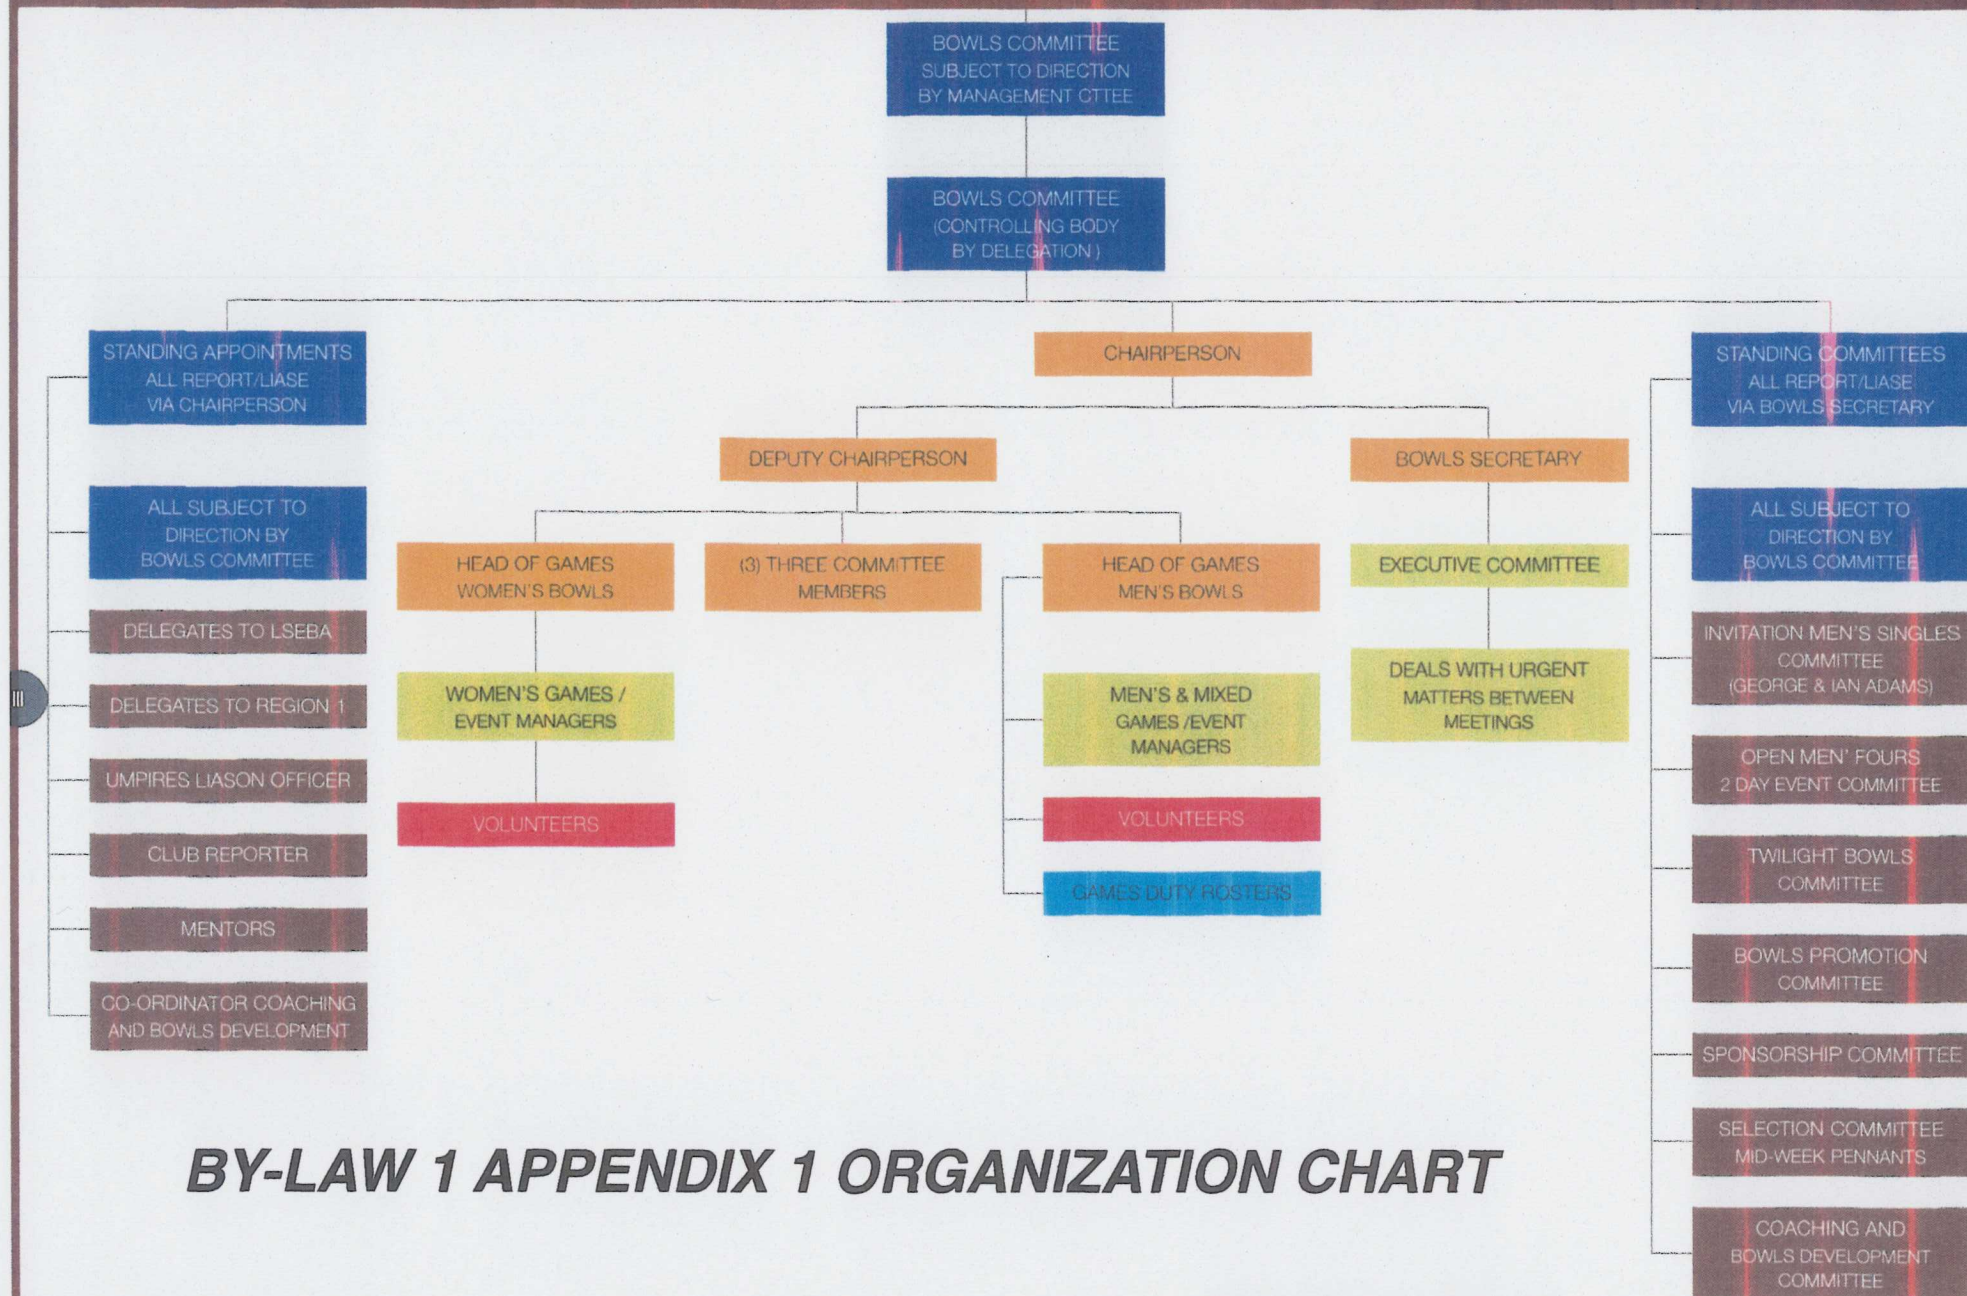 BOWLS COMMITTEE
SUBJECT TO DIRECTION
BY MANAGEMENT CTTEE
BOWLS COMMITTEE
(CONTROLLING BODY
BY DELEGATION )
STANDING APPOINTMENTS
ALL REPORT/LIASE
VIA CHAIRPERSON
ALL SUBJECT TO
DIRECTION BY
BOWLS COMMITTEE
DELEGATES TO LSEBA
DELEGATES TO REGION 1
UMPIRES LIASON OFFICER
CLUB REPORTER
MENTORS
CO-ORDINATOR COACHING
AND BOWLS DEVELOPMENT
CHAIRPERSON
DEPUTY CHAIRPERSON
BOWLS SECRETARY
HEAD OF GAMES
WOMEN'S BOWLS
WOMEN'S GAMES /
EVENT MANAGERS
VOLUNTEERS
(3) THREE COMMITTEE
MEMBERS
HEAD OF GAMES
MEN'S BOWLS
MEN'S & MIXED
GAMES /EVENT
MANAGERS
VOLUNTEERS
GAMES DUTY ROSTERS
EXECUTIVE COMMITTEE
DEALS WITH URGENT
MATTERS BETWEEN
MEETINGS
STANDING COMMITTEES
ALL REPORT/LIASE
VIA BOWLS SECRETARY
ALL SUBJECT TO
DIRECTION BY
BOWLS COMMITTEE
INVITATION MEN'S SINGLES
COMMITTEE
(GEORGE & IAN ADAMS)
OPEN MEN' FOURS
2 DAY EVENT COMMITTEE
TWILIGHT BOWLS
COMMITTEE
BOWLS PROMOTION
COMMITTEE
SPONSORSHIP COMMITTEE
SELECTION COMMITTEE
MID-WEEK PENNANTS
COACHING AND
BOWLS DEVELOPMENT
COMMITTEE
BY-LAW 1 APPENDIX 1 ORGANIZATION CHART